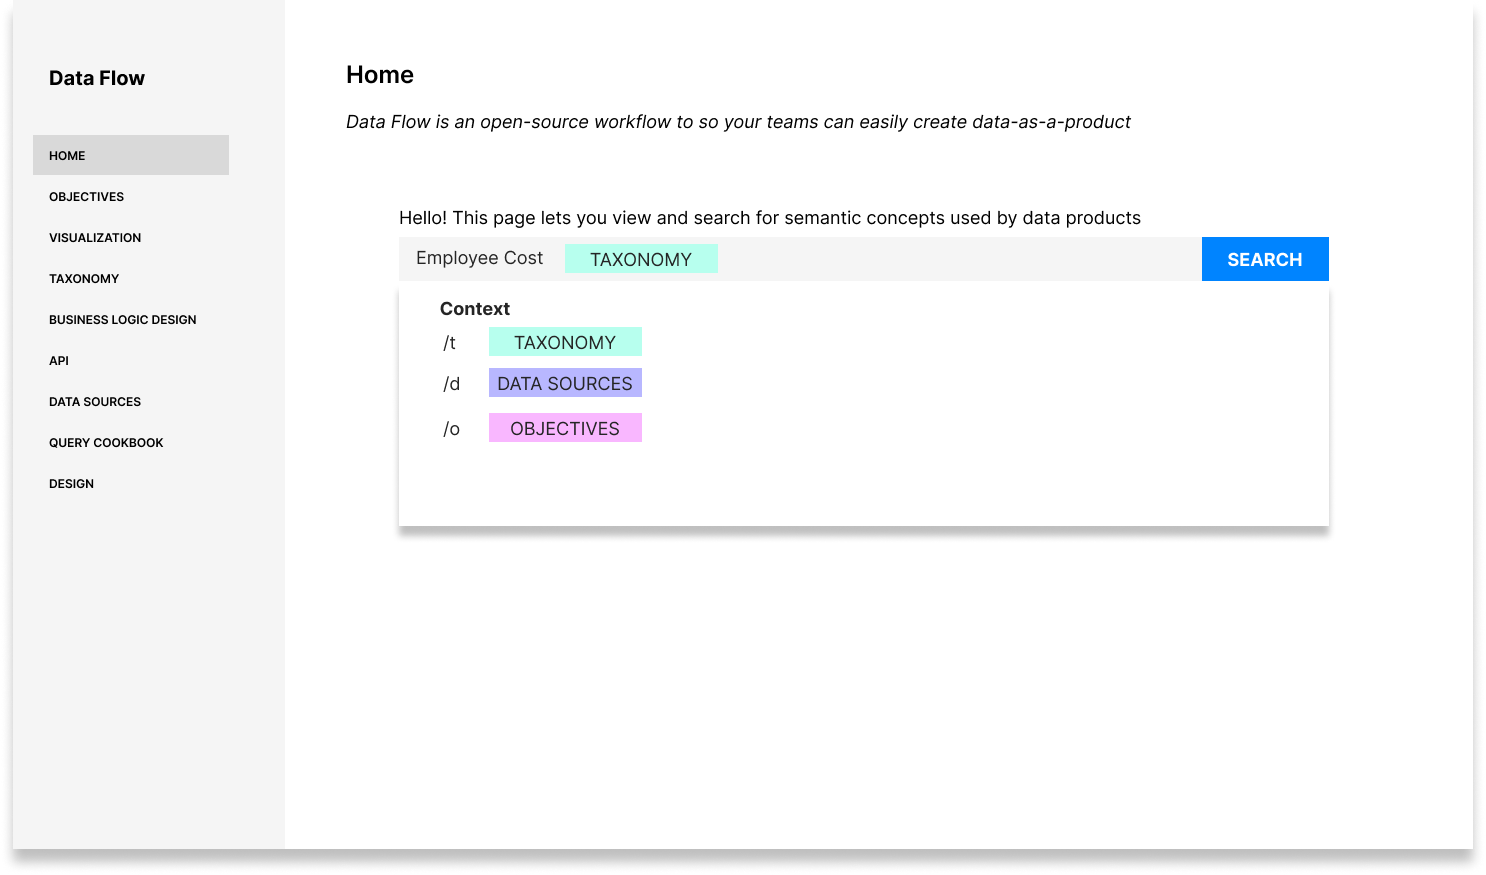 Data Flow
HOME
OBJECTIVES
VISUALIZATION
TAXONOMY
BUSINESS LOGIC DESIGN
API
DATA SOURCES
QUERY COOKBOOK
DESIGN
Home
Data Flow is an open-source workflow to so your teams can easily create data-as-a-product
Hello! This page lets you view and search for semantic concepts used by data products
Employee Cost TAXONOMY SEARCH
Context
/t TAXONOMY
/d DATA SOURCES
/o OBJECTIVES